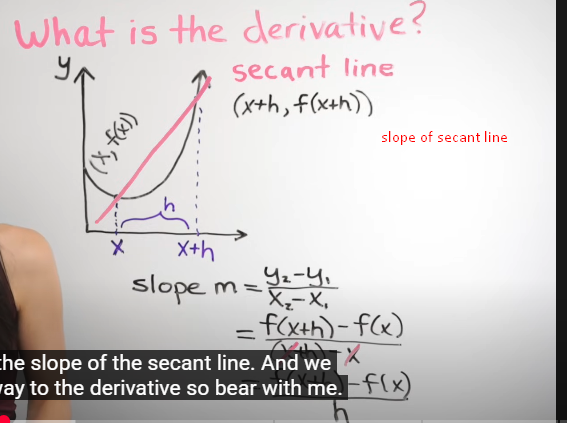 What is the derivative?
y
secant line
(x+h, f(x+h))
(x, f(x))
slope of secant line
h
x
x+h
slope m = y₂-y₁
x₂-x₁
= f(x+h)-f(x)
(x+h)-x
the slope of the secant line. And we
way to the derivative so bear with me.
-f(x)
h